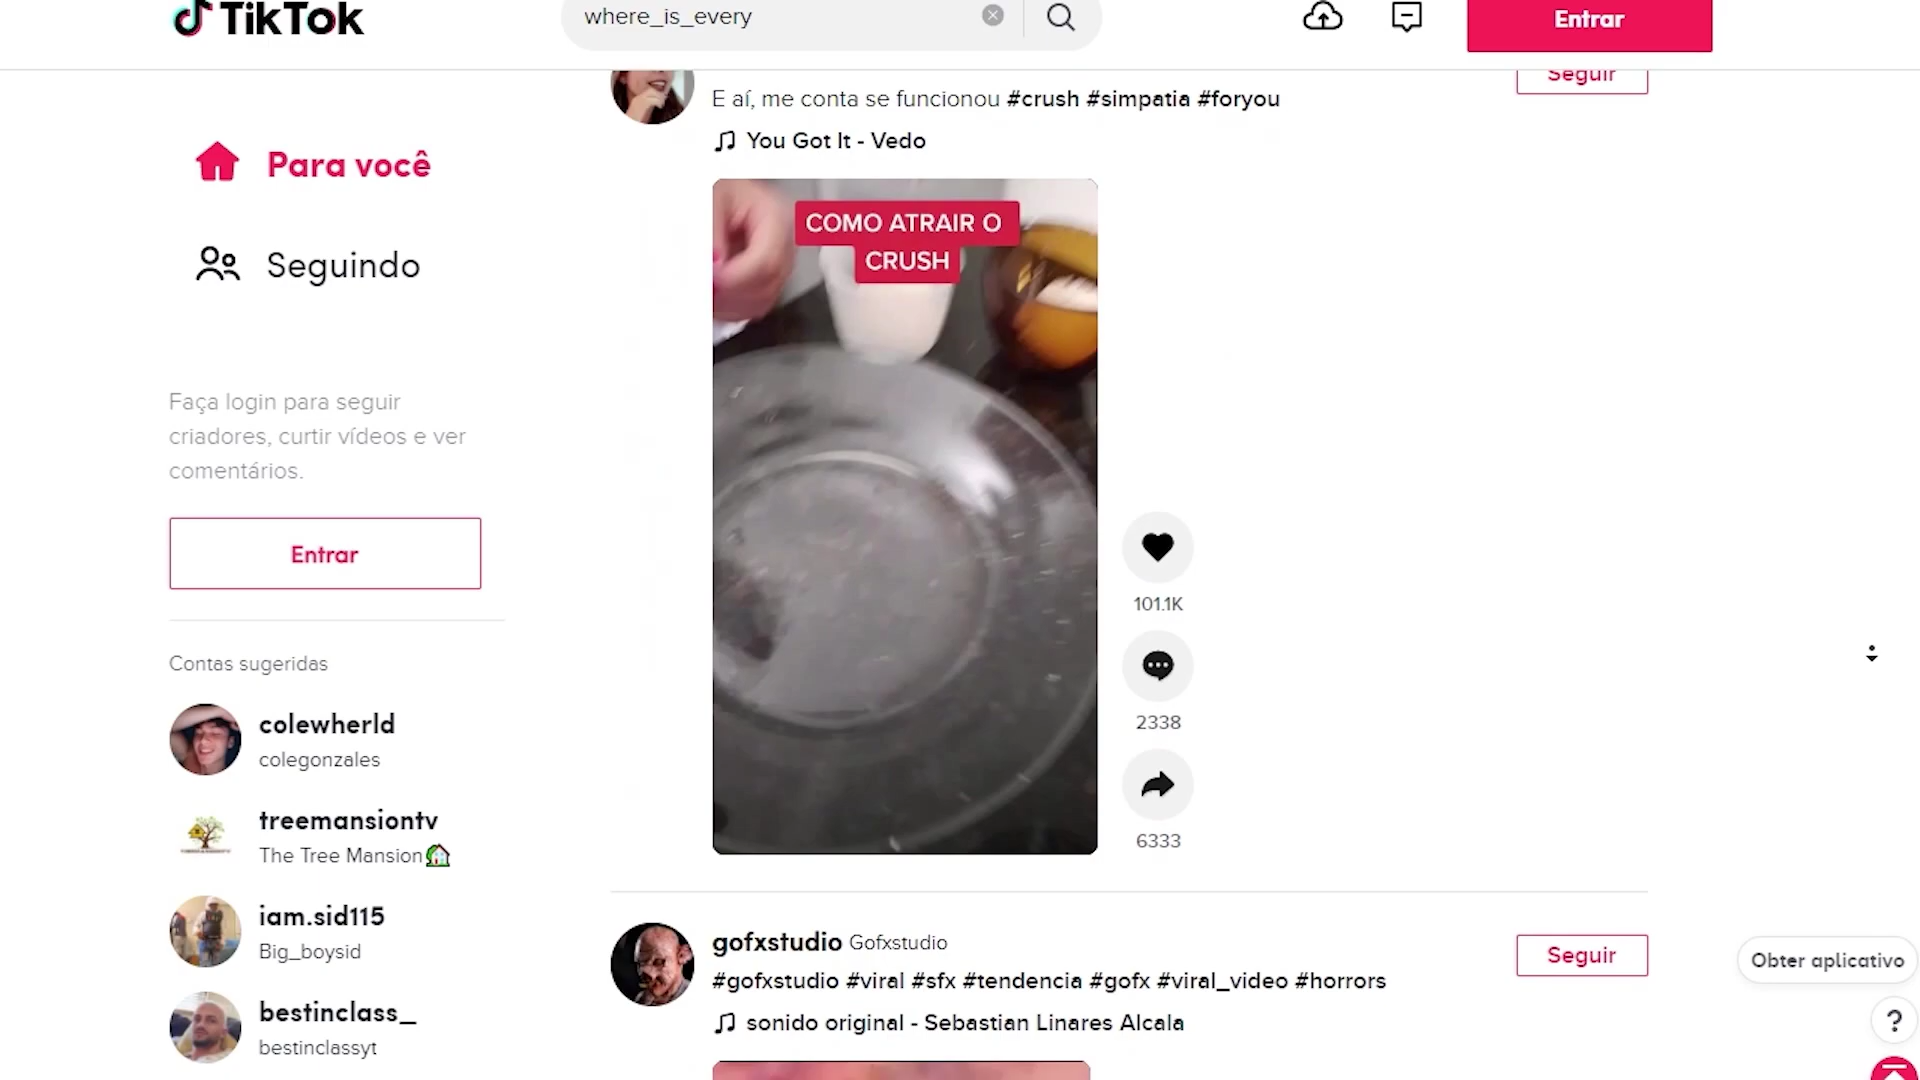 TikTok
where_is_every
Entrar
Seguir
E aí, me conta se funcionou #crush #simpatia #foryou
You Got It - Vedo
Para você
Seguindo
COMO ATRAIR O
CRUSH
Faça login para seguir
criadores, curtir vídeos e ver
comentários.
Entrar
101.1K
2338
6333
Contas sugeridas
colewherld
colegonzales
treemansiontv
The Tree Mansion🏠
iam.sid115
Big_boysid
bestinclass_
bestinclassyt
gofxstudio Gofxstudio
Seguir
#gofxstudio #viral #sfx #tendencia #gofx #viral_video #horrors
sonido original - Sebastian Linares Alcala
Obter aplicativo
?